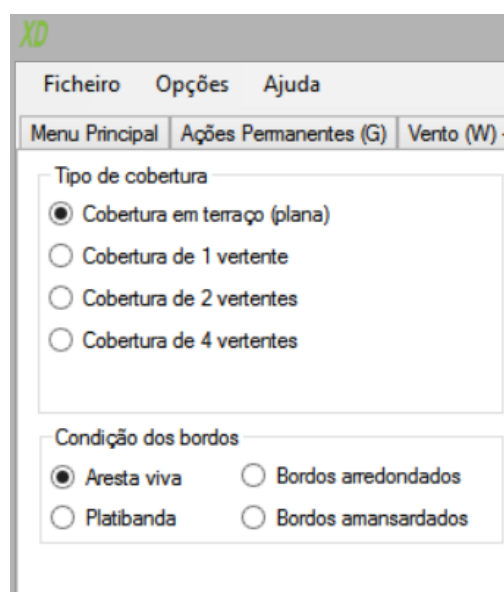 XD
Ficheiro Opções Ajuda
Menu Principal Ações Permanentes (G) Vento (W) -
Tipo de cobertura
Cobertura em terraço (plana)
Cobertura de 1 vertente
Cobertura de 2 vertentes
Cobertura de 4 vertentes
Condição dos bordos
Aresta viva Bordos arredondados
Platibanda Bordos amansardados